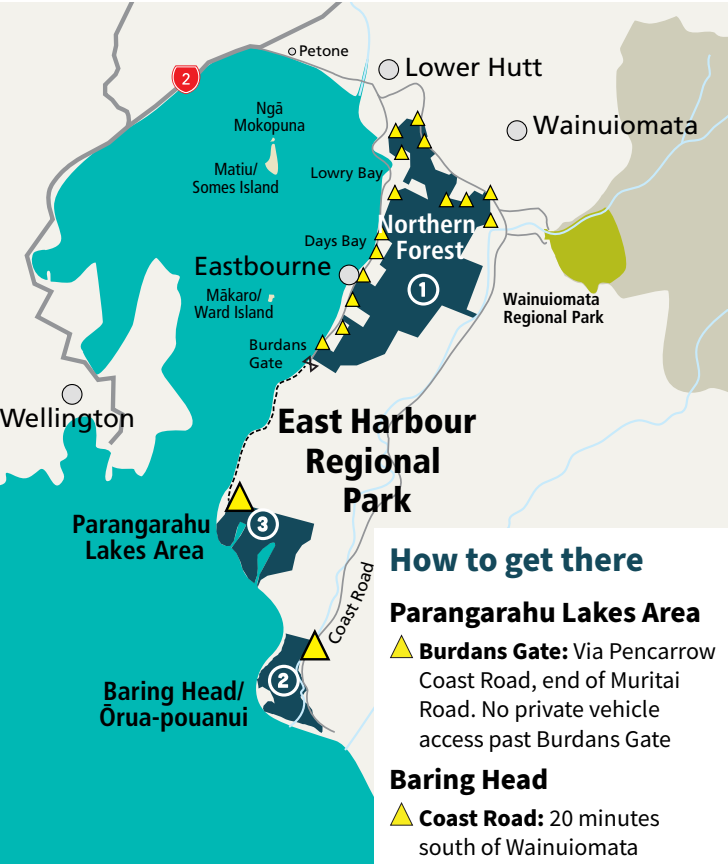 Petone
2
Lower Hutt
Ngā
Mokopuna
Wainuiomata
Matiu/
Somes Island
Lowry Bay
Northern
Forest
Days Bay
Eastbourne
1
Mākaro/
Ward Island
Wainuiomata
Regional Park
Burdans
Gate
Wellington
East Harbour
Regional
Park
Parangarahu
Lakes Area
3
Coast Road
Baring Head/
Ōrua-pouanui
2
How to get there
Parangarahu Lakes Area
Burdans Gate: Via Pencarrow
Coast Road, end of Muritai
Road. No private vehicle
access past Burdans Gate
Baring Head
Coast Road: 20 minutes
south of Wainuiomata